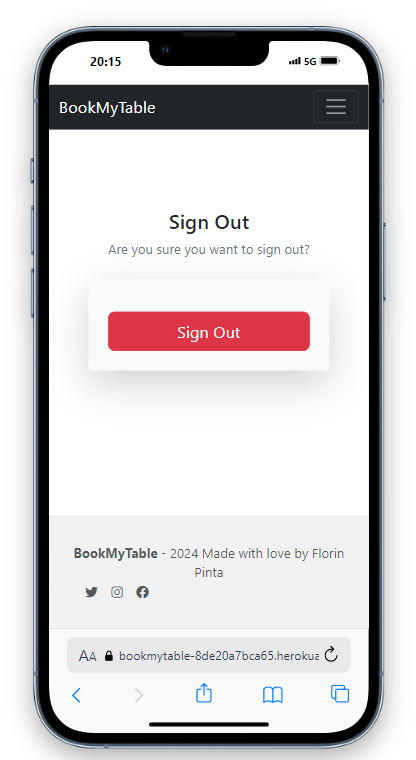 20:15
5G
BookMyTable
Sign Out
Are you sure you want to sign out?
Sign Out
BookMyTable - 2024 Made with love by Florin
Pinta
AA bookmytable-8de20a7bca65.herokua